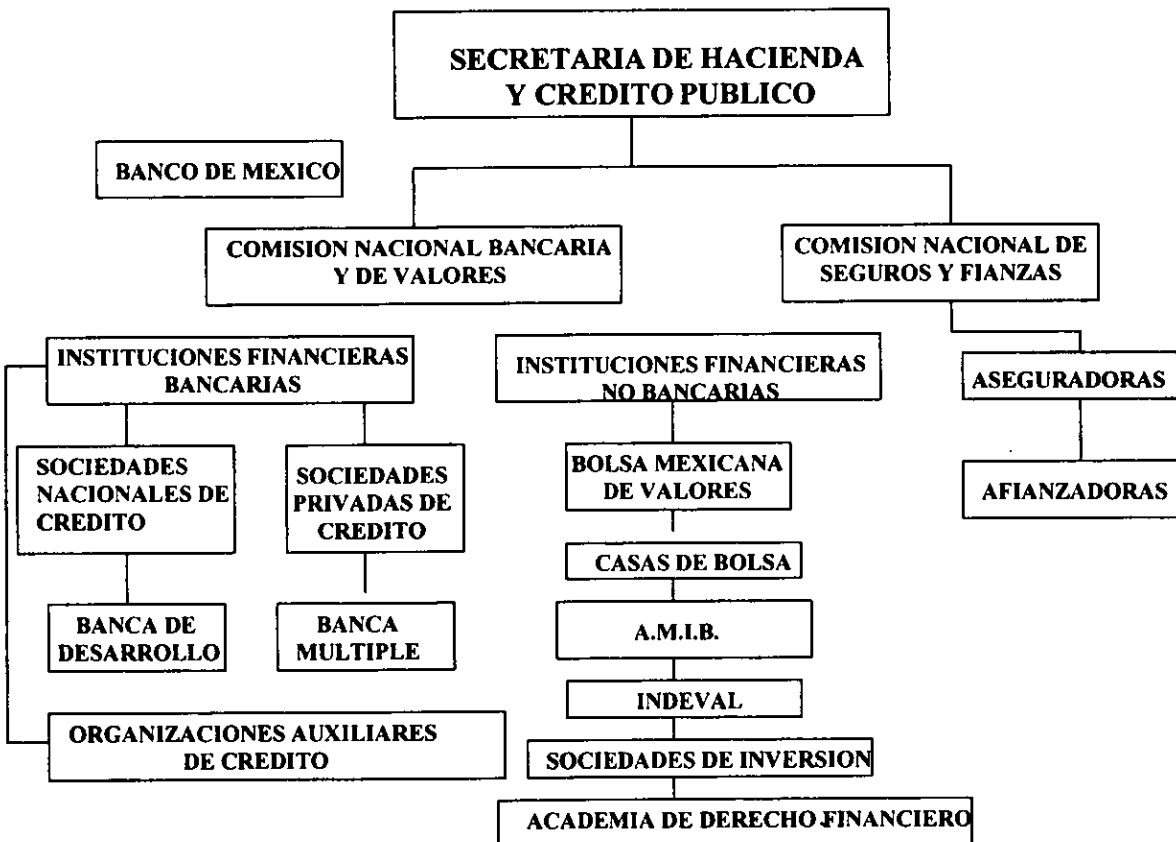 SECRETARIA DE HACIENDA
Y CREDITO PUBLICO
BANCO DE MEXICO
COMISION NACIONAL BANCARIA
Y DE VALORES
COMISION NACIONAL DE
SEGUROS Y FIANZAS
INSTITUCIONES FINANCIERAS
BANCARIAS
INSTITUCIONES FINANCIERAS
NO BANCARIAS
ASEGURADORAS
SOCIEDADES
NACIONALES DE
CREDITO
SOCIEDADES
PRIVADAS DE
CREDITO
BOLSA MEXICANA
DE VALORES
AFIANZADORAS
CASAS DE BOLSA
BANCA DE
DESARROLLO
BANCA
MULTIPLE
A.M.I.B.
INDEVAL
ORGANIZACIONES AUXILIARES
DE CREDITO
SOCIEDADES DE INVERSION
ACADEMIA DE DERECHO FINANCIERO